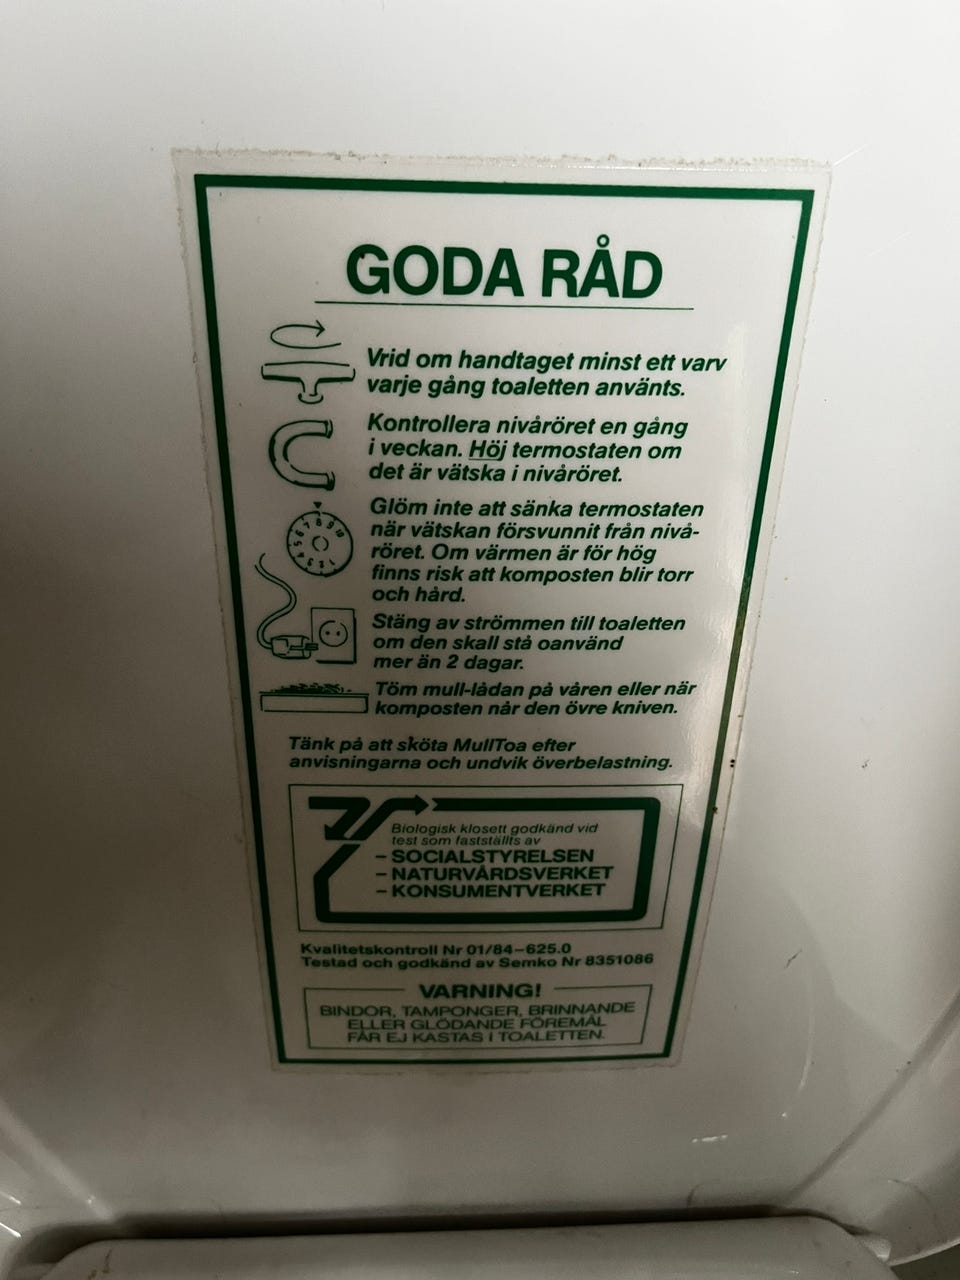 GODA RÅD
Vrid om handtaget minst ett varv
varje gång toaletten använts.
Kontrollera nivåröret en gång
i veckan. Höj termostaten om
det är vätska i nivåröret.
Glöm inte att sänka termostaten
när vätskan försvunnit från nivå-
röret. Om värmen är för hög
finns risk att komposten blir torr
och hård.
Stäng av strömmen till toaletten
om den skall stå oanvänd
mer än 2 dagar.
Töm mull-lådan på våren eller när
komposten når den övre kniven.
Tänk på att sköta MullToa efter
anvisningarna och undvik överbelastning.
Biologisk klosett godkänd vid
test som fastställts av
– SOCIALSTYRELSEN
– NATURVÅRDSVERKET
– KONSUMENTVERKET
Kvalitetskontroll Nr 01/84–625.0
Testad och godkänd av Semko Nr 8351086
VARNING!
BINDOR, TAMPONGER, BRINNANDE
ELLER GLÖDANDE FÖREMÅL
FÅR EJ KASTAS I TOALETTEN.